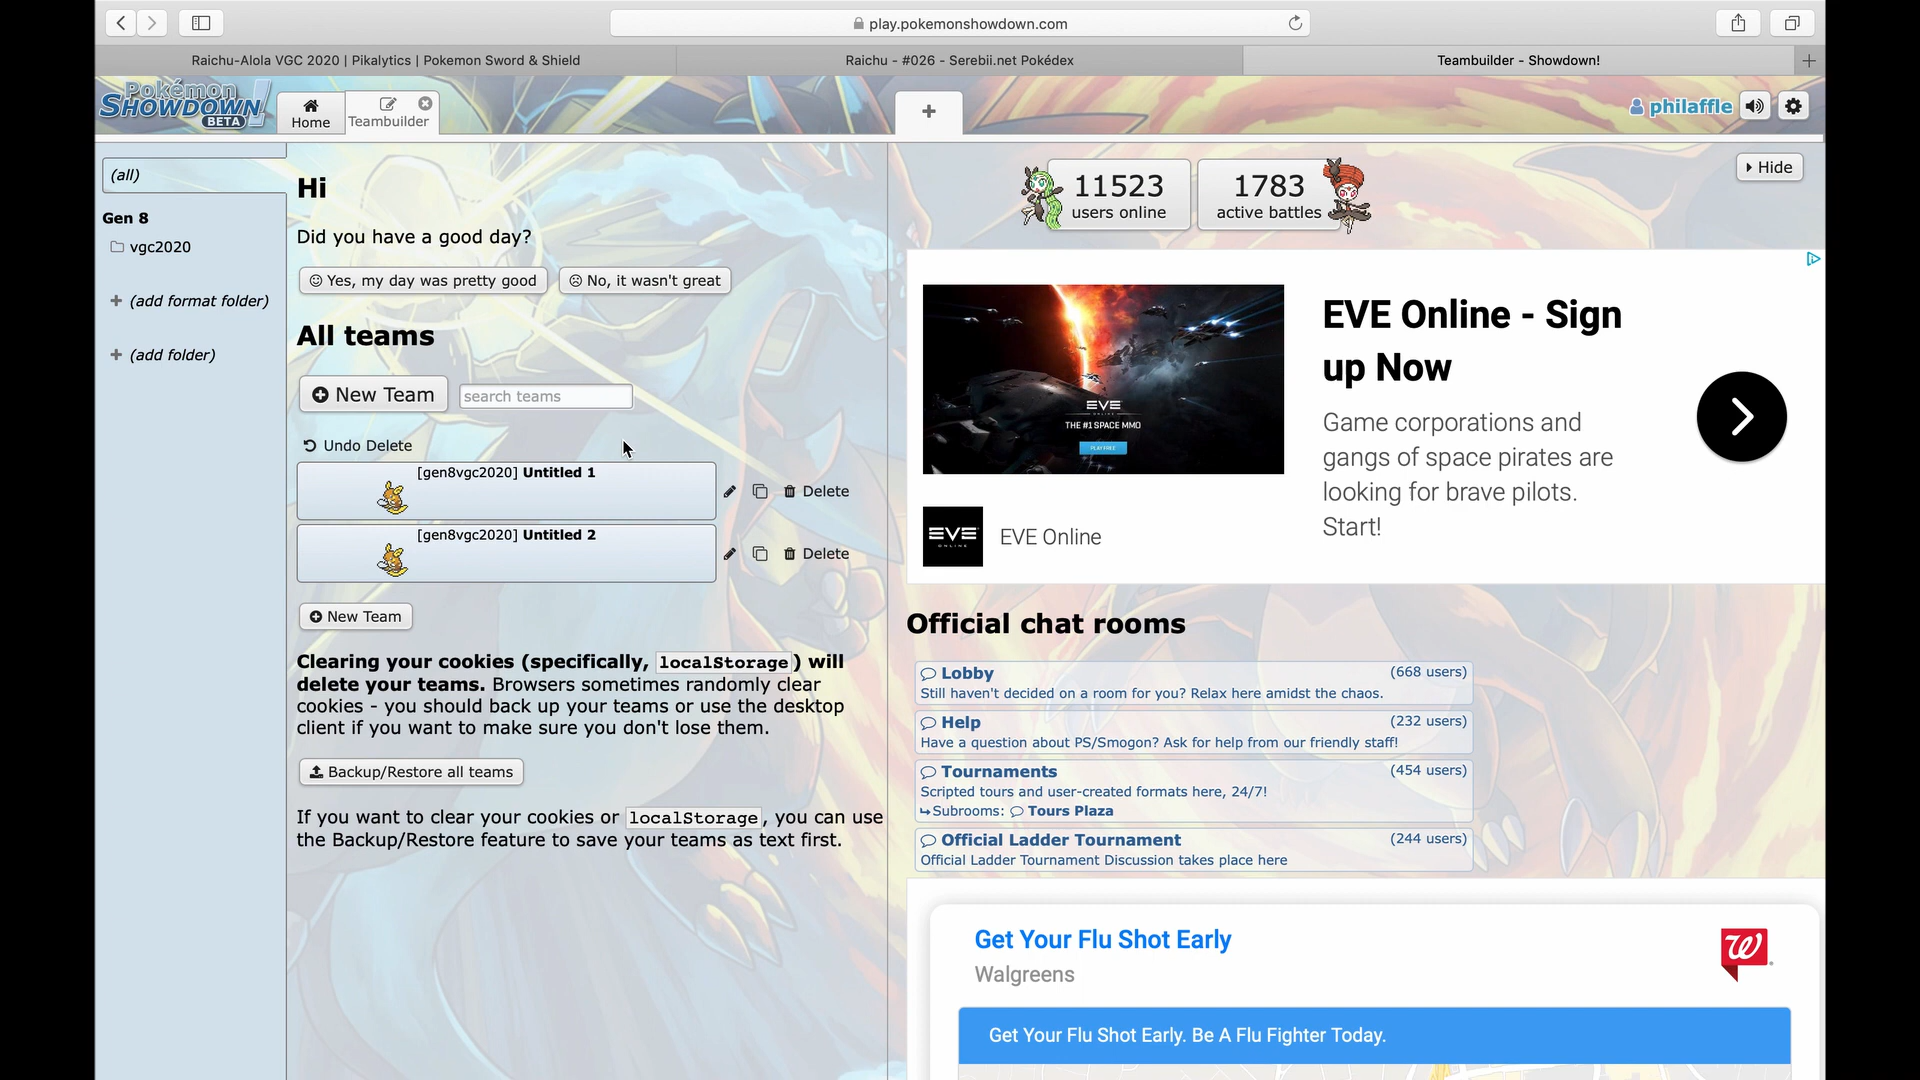 play.pokemonshowdown.com
Raichu-Alola VGC 2020 | Pikalytics | Pokemon Sword & Shield
Raichu - #026 - Serebii.net Pokédex
Teambuilder - Showdown!
Pokémon
SHOWDOWN!
BETA
Home
Teambuilder
philaffle
(all)
Gen 8
vgc2020
(add format folder)
(add folder)
Hi
Did you have a good day?
Yes, my day was pretty good
No, it wasn't great
All teams
New Team
search teams
Undo Delete
[gen8vgc2020] Untitled 1
Delete
[gen8vgc2020] Untitled 2
Delete
New Team
Clearing your cookies (specifically, localStorage) will
delete your teams. Browsers sometimes randomly clear
cookies - you should back up your teams or use the desktop
client if you want to make sure you don't lose them.
Backup/Restore all teams
If you want to clear your cookies or localStorage, you can use
the Backup/Restore feature to save your teams as text first.
11523
users online
1783
active battles
Hide
EVE
ONLINE
THE #1 SPACE MMO
PLAY FREE
EVE Online - Sign
up Now
Game corporations and
gangs of space pirates are
looking for brave pilots.
Start!
EVE
ONLINE
EVE Online
Official chat rooms
Lobby
(668 users)
Still haven't decided on a room for you? Relax here amidst the chaos.
Help
(232 users)
Have a question about PS/Smogon? Ask for help from our friendly staff!
Tournaments
(454 users)
Scripted tours and user-created formats here, 24/7!
Subrooms: Tours Plaza
Official Ladder Tournament
(244 users)
Official Ladder Tournament Discussion takes place here
Get Your Flu Shot Early
Walgreens
W
Get Your Flu Shot Early. Be A Flu Fighter Today.